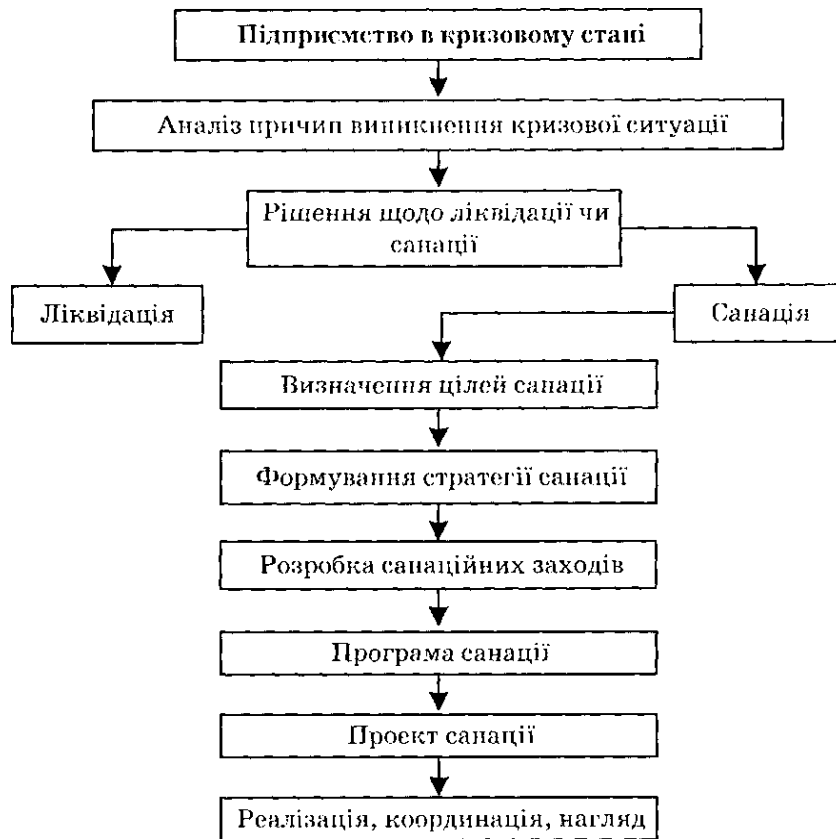 Підприємство в кризовому стані
Аналіз причин виникнення кризової ситуації
Рішення щодо ліквідації чи
санації
Ліквідація
Санація
Визначення цілей санації
Формування стратегії санації
Розробка санаційних заходів
Програма санації
Проект санації
Реалізація, координація, нагляд